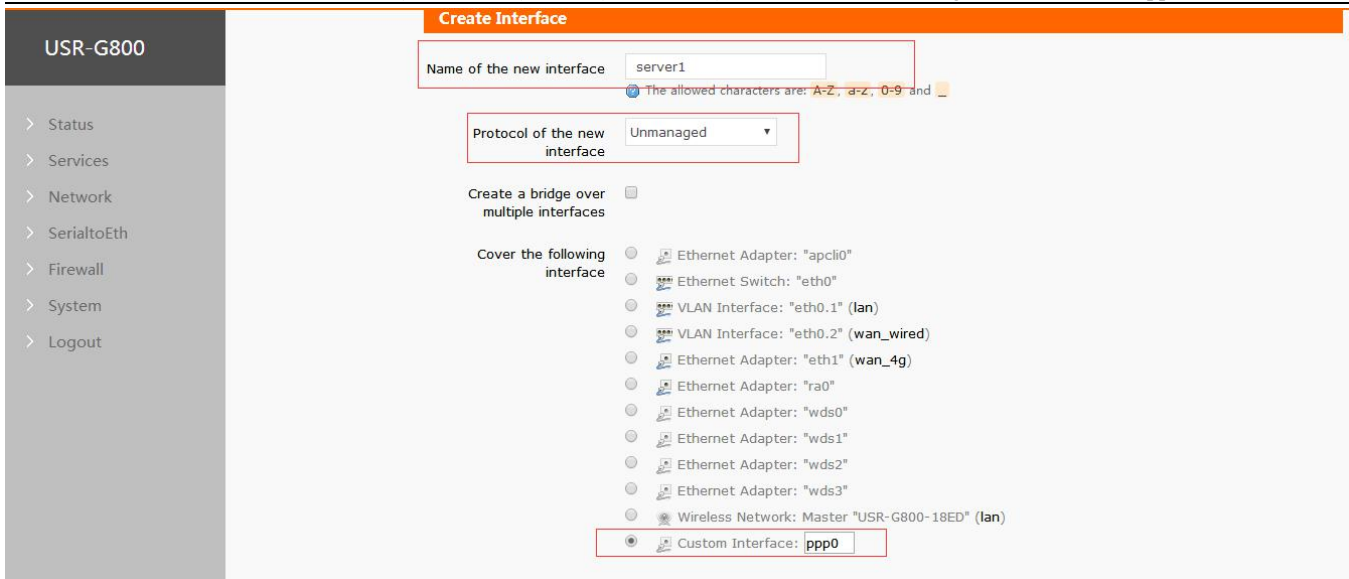 Create Interface
USR-G800
Name of the new interface
server1
The allowed characters are: A-Z, a-z, 0-9 and _
Status
Services
Network
SerialtoEth
Firewall
System
Logout
Protocol of the new
interface
Unmanaged
Create a bridge over
multiple interfaces
Cover the following
interface
Ethernet Adapter: "apcli0"
Ethernet Switch: "eth0"
VLAN Interface: "eth0.1" (lan)
VLAN Interface: "eth0.2" (wan_wired)
Ethernet Adapter: "eth1" (wan_4g)
Ethernet Adapter: "ra0"
Ethernet Adapter: "wds0"
Ethernet Adapter: "wds1"
Ethernet Adapter: "wds2"
Ethernet Adapter: "wds3"
Wireless Network: Master "USR-G800-18ED" (lan)
Custom Interface: ppp0